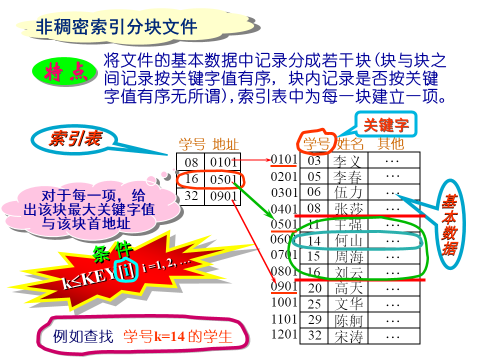 非稠密索引分块文件
特点
将文件的基本数据中记录分成若干块(块与块之
间记录按关键字值有序，块内记录是否按关键
字值有序无所谓),索引表中为每一块建立一项。
关键字
索引表
学号 地址
08 0101
16 0501
32 0901
学号 姓名 其他
0101 03 李义 …
0201 05 李春 …
0301 06 伍力 …
0401 08 张莎 …
0501 11 王强 …
0601 14 何山 …
0701 15 周海 …
0801 16 刘云 …
0901 20 高天 …
1001 25 文华 …
1101 29 陈舸 …
1201 32 宋涛 …
基本数据
对于每一项，给
出该块最大关键字值
与该块首地址
条件
k≤KEY[i] i =1, 2, …
例如查找 学号k=14 的学生